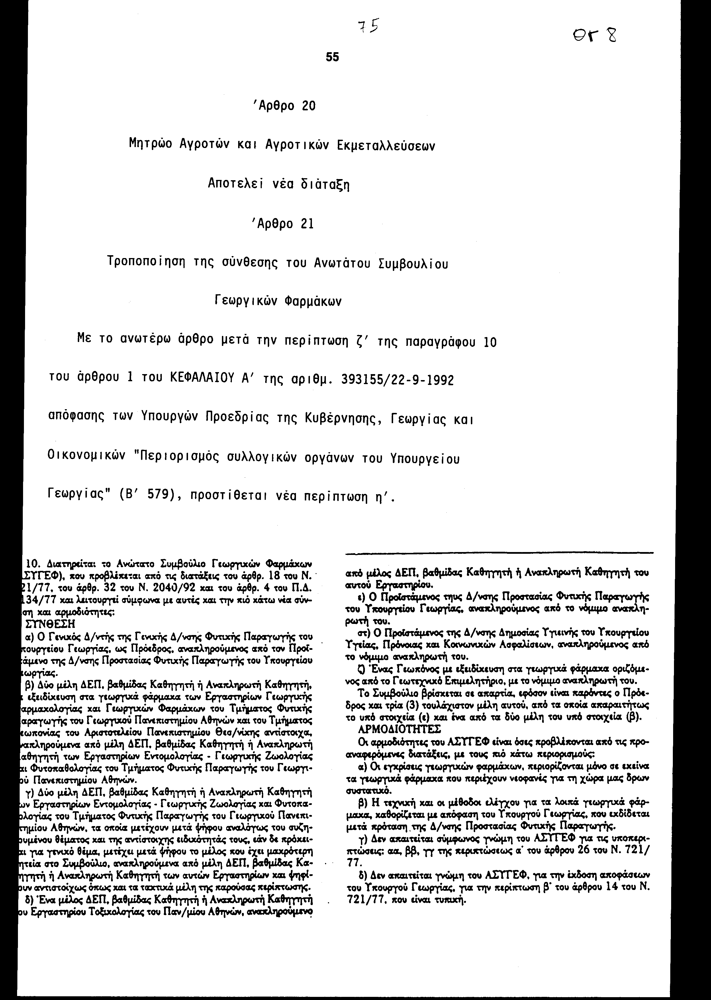 75
Θr 8
55
'Αρθρο 20
Μητρώο Αγροτών και Αγροτικών Εκμεταλλεύσεων
Αποτελεί νέα διάταξη
'Αρθρο 21
Τροποποίηση της σύνθεσης του Ανωτάτου Συμβουλίου
Γεωργικών Φαρμάκων
Με το ανωτέρω άρθρο μετά την περίπτωση ζ' της παραγράφου 10
του άρθρου 1 του ΚΕΦΑΛΑΙΟΥ Α' της αριθμ. 393155/22-9-1992
απόφασης των Υπουργών Προεδρίας της Κυβέρνησης, Γεωργίας και
Οικονομικών "Περιορισμός συλλογικών οργάνων του Υπουργείου
Γεωργίας" (Β' 579), προστίθεται νέα περίπτωση η'.
10. Διατηρείται το Ανώτατο Συμβούλιο Γεωργικών Φαρμάκων
ΣΥΓΕΦ), που προβλέπεται από τις διατάξεις του άρθρ. 18 του Ν.
21/77, του άρθρ. 32 του Ν. 2040/92 και του άρθρ. 4 του Π.Δ.
134/77 και λειτουργεί σύμφωνα με αυτές και την πιό κάτω νέα σύν-
ση και αρμοδιότητες:
ΣΥΝΘΕΣΗ
α) Ο Γενικός Δ/ντής της Γενικής Δ/νσης Φυτικής Παραγωγής του
πουργείου Γεωργίας, ως Πρόεδρος, αναπληρούμενος από τον Προϊ-
τάμενο της Δ/νσης Προστασίας Φυτικής Παραγωγής του Υπουργείου
εωργίας.
β) Δύο μέλη ΔΕΠ, βαθμίδας Καθηγητή ή Αναπληρωτή Καθηγητή,
ε εξειδίκευση στα γεωργικά φάρμακα των Εργαστηρίων Γεωργικής
αρμακολογίας και Γεωργικών Φαρμάκων του Τμήματος Φυτικής
αραγωγής του Γεωργικού Πανεπιστημίου Αθηνών και του Τμήματος
εωπονίας του Αριστοτελείου Πανεπιστημίου Θεσ/νίκης αντίστοιχα,
ναπληρούμενα από μέλη ΔΕΠ, βαθμίδας Καθηγητή ή Αναπληρωτή
αθηγητή των Εργαστηρίων Εντομολογίας - Γεωργικής Ζωολογίας
αι Φυτοπαθολογίας του Τμήματος Φυτικής Παραγωγής του Γεωργι-
ού Πανεπιστημίου Αθηνών.
γ) Δύο μέλη ΔΕΠ, βαθμίδας Καθηγητή ή Αναπληρωτή Καθηγητή
ων Εργαστηρίων Εντομολογίας - Γεωργικής Ζωολογίας και Φυτοπα-
ολογίας του Τμήματος Φυτικής Παραγωγής του Γεωργικού Πανεπι-
τημίου Αθηνών, τα οποία μετέχουν μετά ψήφου αναλόγως του συζη-
ουμένου θέματος και της αντίστοιχης ειδικότητάς τους, εάν δε πρόκει-
αι για γενικό θέμα, μετέχει μετά ψήφου το μέλος που έχει μακρότερη
ητεία στο Συμβούλιο, αναπληρούμενα από μέλη ΔΕΠ, βαθμίδας Κα-
ηγητή ή Αναπληρωτή Καθηγητή των αυτών Εργαστηρίων και ψηφί-
ουν αντιστοίχως όπως και τα τακτικά μέλη της παρούσας περίπτωσης.
δ) Ένα μέλος ΔΕΠ, βαθμίδας Καθηγητή ή Αναπληρωτή Καθηγητή
ου Εργαστηρίου Τοξικολογίας του Παν/μίου Αθηνών, αναπληρούμενο
από μέλος ΔΕΠ, βαθμίδας Καθηγητή ή Αναπληρωτή Καθηγητή του
αυτού Εργαστηρίου.
ε) Ο Προϊστάμενος τηυς Δ/νσης Προστασίας Φυτικής Παραγωγής
του Υπουργείου Γεωργίας, αναπληρούμενος από το νόμιμο αναπλη-
ρωτή του.
στ) Ο Προϊστάμενος της Δ/νσης Δημοσίας Υγιεινής του Υπουργείου
Υγείας, Πρόνοιας και Κοινωνικών Ασφαλίσεων, αναπληρούμενος από
το νόμιμο αναπληρωτή του.
ζ) Ένας Γεωπόνος με εξειδίκευση στα γεωργικά φάρμακα οριζόμε-
νος από το Γεωτεχνικό Επιμελητήριο, με το νόμιμο αναπληρωτή του.
Το Συμβούλιο βρίσκεται σε απαρτία, εφόσον είναι παρόντες ο Πρόε-
δρος και τρία (3) τουλάχιστον μέλη αυτού, από τα οποία απαραιτήτως
το υπό στοιχεία (ε) και ένα από τα δύο μέλη του υπό στοιχεία (β).
ΑΡΜΟΔΙΟΤΗΤΕΣ
Οι αρμοδιότητες του ΑΣΥΓΕΦ είναι όσες προβλέπονται από τις προ-
αναφερόμενες διατάξεις, με τους πιό κάτω περιορισμούς:
α) Οι εγκρίσεις γεωργικών φαρμάκων, περιορίζονται μόνο σε εκείνα
τα γεωργικά φάρμακα που περιέχουν νεοφανές για τη χώρα μας δρων
συστατικό.
β) Η τεχνική και οι μέθοδοι ελέγχου για τα λοιπά γεωργικά φάρ-
μακα, καθορίζεται με απόφαση του Υπουργού Γεωργίας, που εκδίδεται
μετά πρόταση της Δ/νσης Προστασίας Φυτικής Παραγωγής.
γ) Δεν απαιτείται σύμφωνος γνώμη του ΑΣΥΓΕΦ για τις υποπερι-
πτώσεις: αα, ββ, γγ της περιπτώσεως α' του άρθρου 26 του Ν. 721/
77.
δ) Δεν απαιτείται γνώμη του ΑΣΥΓΕΦ, για την έκδοση αποφάσεων
του Υπουργού Γεωργίας, για την περίπτωση β' του άρθρου 14 του Ν.
721/77, που είναι τυπική.